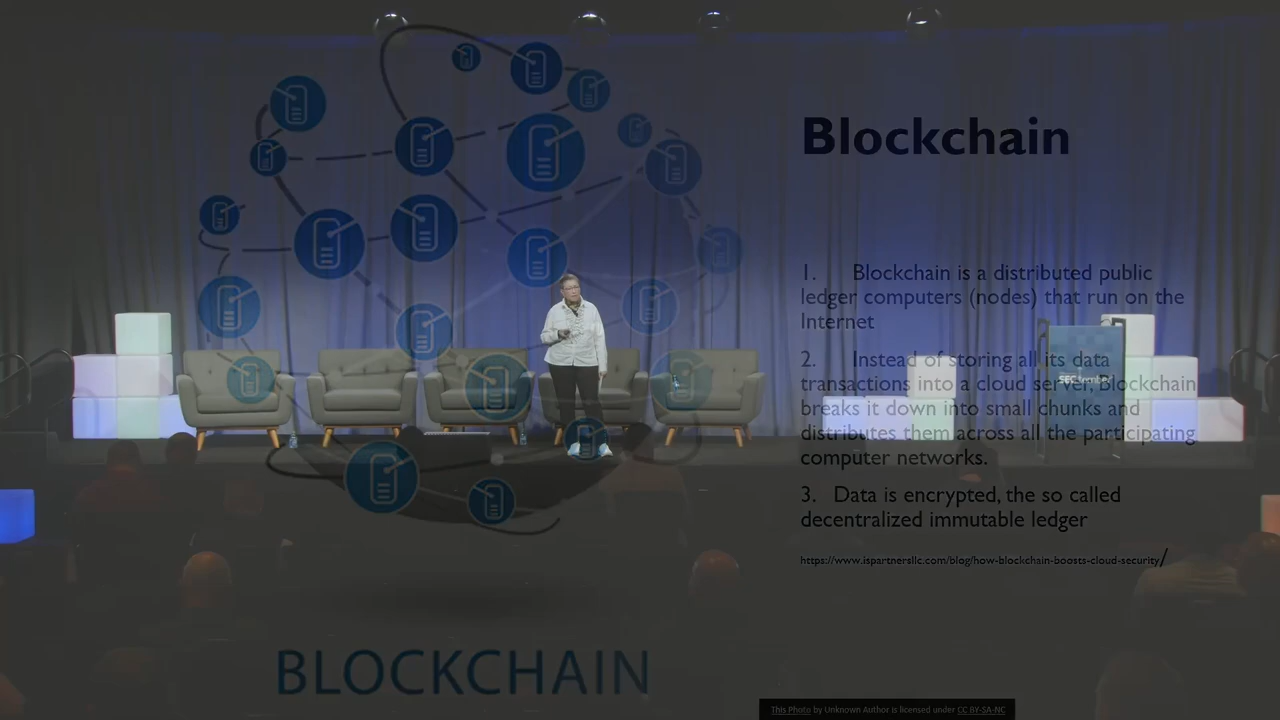 Blockchain
1. Blockchain is a distributed public
ledger computers (nodes) that run on the
Internet
2. Instead of storing all its data
transactions into a cloud server, Blockchain
breaks it down into small chunks and
distributes them across all the participating
computer networks.
3. Data is encrypted, the so called
decentralized immutable ledger
https://www.ispartnersllc.com/blog/how-blockchain-boosts-cloud-security/
BLOCKCHAIN
This Photo by Unknown Author is licensed under CC BY-SA-NC